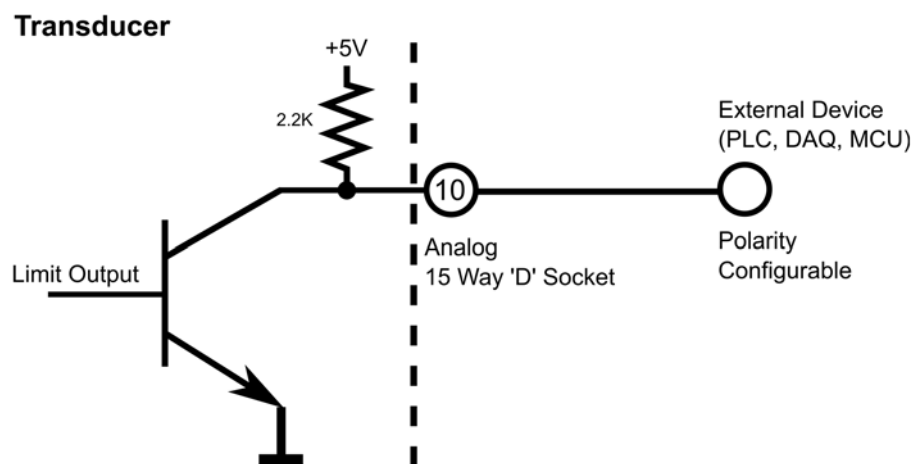 Transducer
+5V
2.2K
External Device
(PLC, DAQ, MCU)
10
Analog
15 Way 'D' Socket
Polarity
Configurable
Limit Output